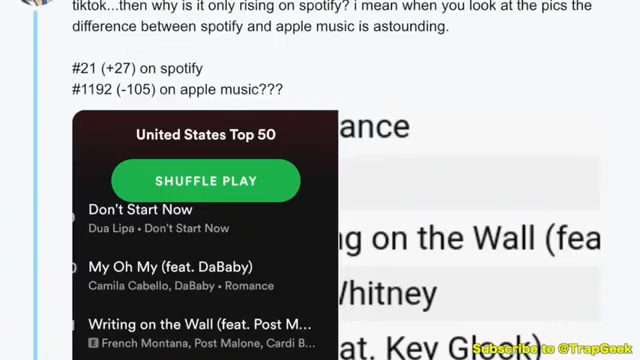 tiktok...then why is it only rising on spotify? i mean when you look at the pics the
difference between spotify and apple music is astounding.
#21 (+27) on spotify
#1192 (-105) on apple music???
United States Top 50
SHUFFLE PLAY
Don't Start Now
Dua Lipa • Don't Start Now
My Oh My (feat. DaBaby)
Camila Cabello, DaBaby • Romance
Writing on the Wall (feat. Post M...
E French Montana, Post Malone, Cardi B...
ance
ng on the Wall (fea
Whitney
at. Key Glock)
Subscribe to @TrapGeek